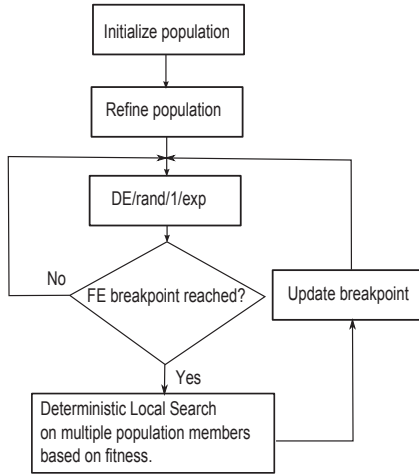 Initialize population
Refine population
DE/rand/1/exp
No
FE breakpoint reached?
Update breakpoint
Yes
Deterministic Local Search
on multiple population members
based on fitness.